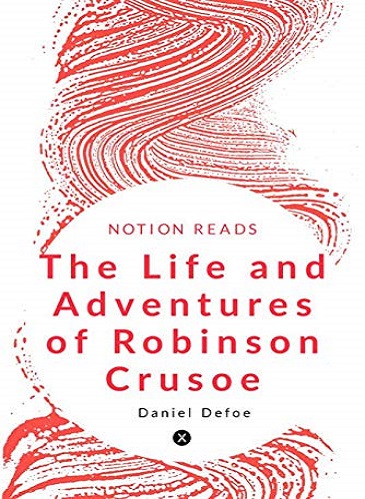 NOTION READS
The Life and
Adventures
of Robinson
Crusoe
Daniel Defoe
X